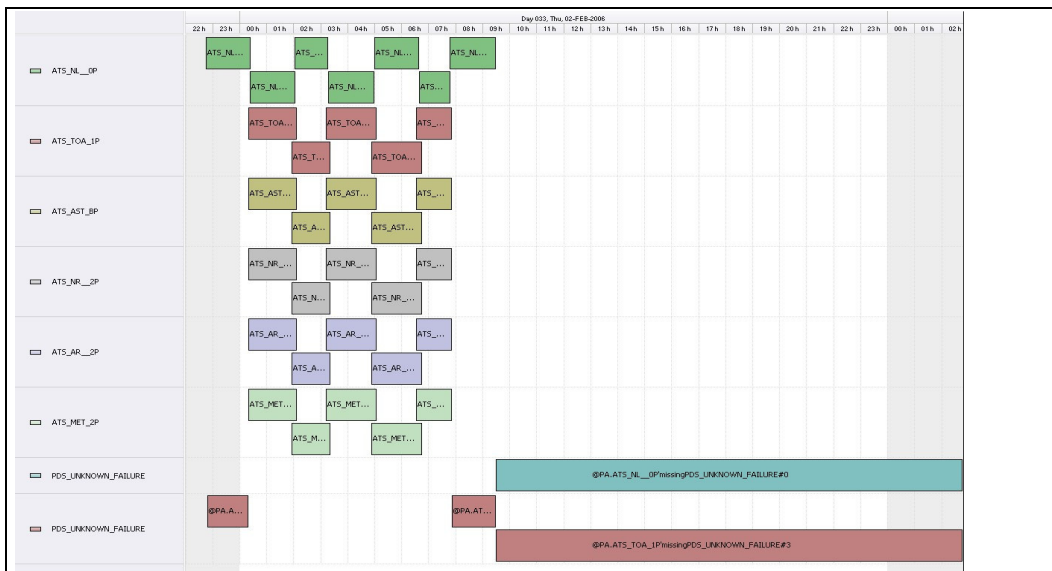 Day 033, Thu, 02-FEB-2006
22 h 23 h 00 h 01 h 02 h 03 h 04 h 05 h 06 h 07 h 08 h 09 h 10 h 11 h 12 h 13 h 14 h 15 h 16 h 17 h 18 h 19 h 20 h 21 h 22 h 23 h 00 h 01 h 02 h
ATS_NL... ATS_... ATS_NL... ATS_NL...
ATS_NL__0P
ATS_NL... ATS_NL... ATS...
ATS_TOA... ATS_TOA... ATS_...
ATS_TOA_1P
ATS_T... ATS_TOA...
ATS_AST... ATS_AST... ATS_...
ATS_AST_BP
ATS_A... ATS_AST...
ATS_NR_... ATS_NR_... ATS_...
ATS_NR__2P
ATS_N... ATS_NR_...
ATS_AR_... ATS_AR_... ATS_...
ATS_AR__2P
ATS_A... ATS_AR_...
ATS_MET... ATS_MET... ATS_...
ATS_MET_2P
ATS_M... ATS_MET...
PDS_UNKNOWN_FAILURE @PA.ATS_NL__0P'missingPDS_UNKNOWN_FAILURE#0
@PA.A... @PA.AT...
PDS_UNKNOWN_FAILURE
@PA.ATS_TOA_1P'missingPDS_UNKNOWN_FAILURE#3